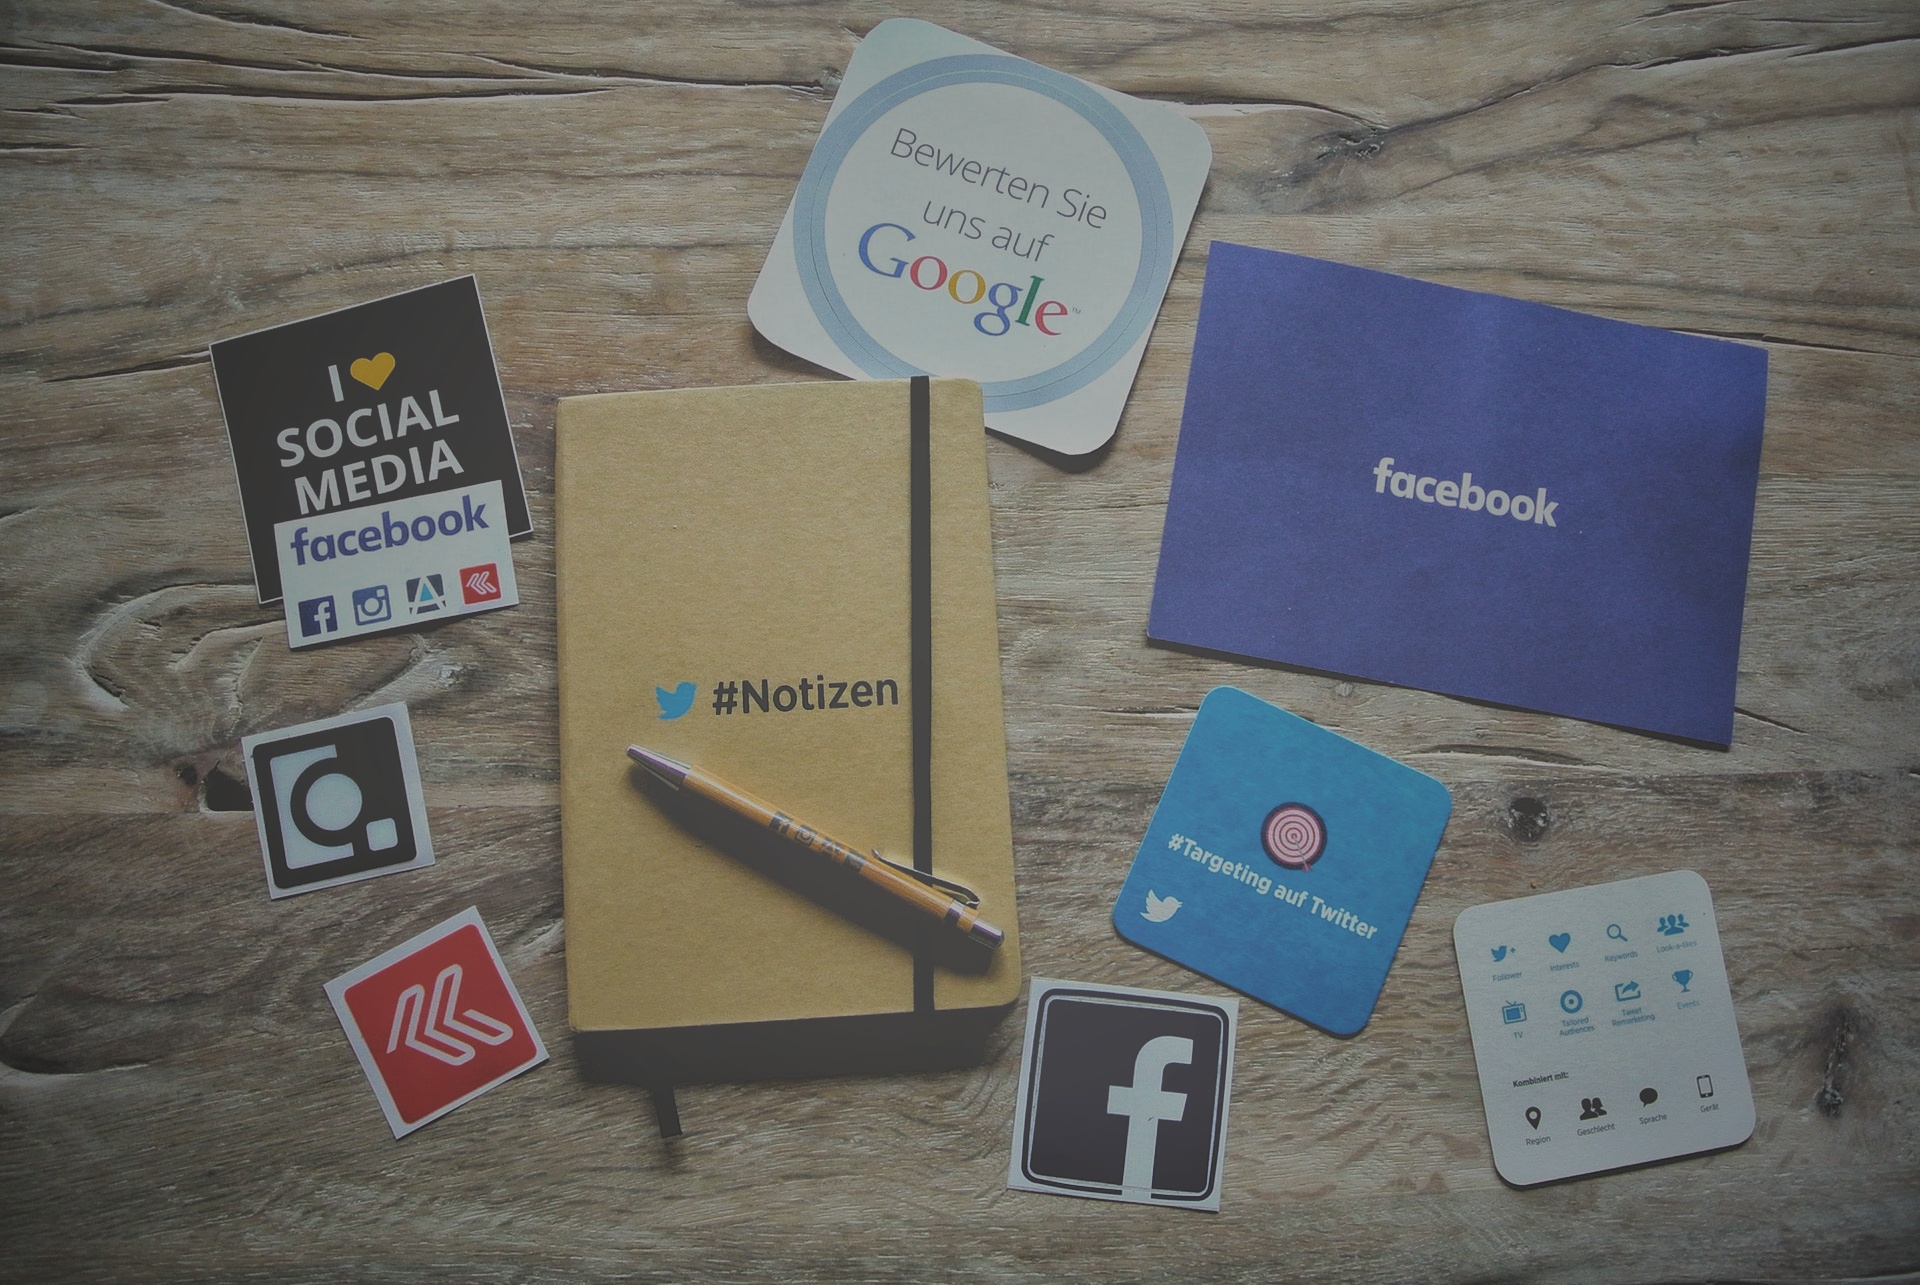 Bewerten Sie
uns auf
Google™
I
SOCIAL
MEDIA
facebook
facebook
#Notizen
#Targeting auf Twitter
Follower
Interests
Keywords
Look-a-likes
TV
Tailored
Audiences
Tweet
Remarketing
Events
Kombiniert mit:
Region
Geschlecht
Sprache
Gerät